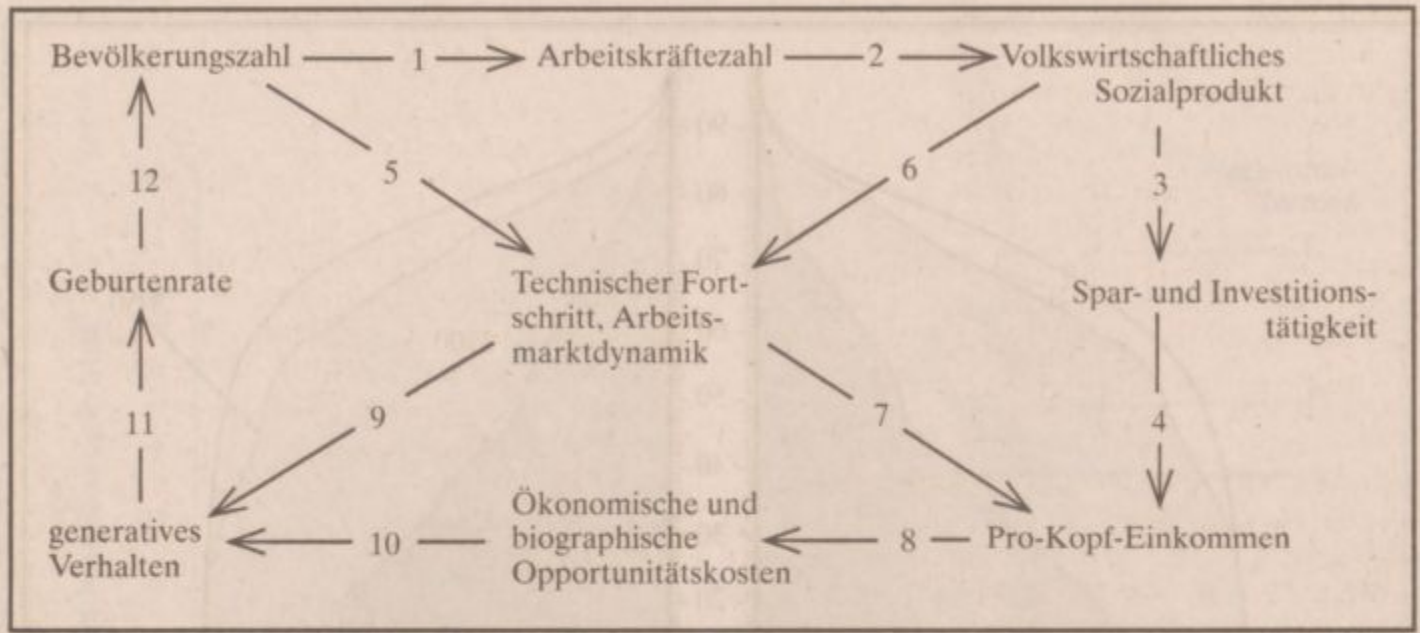 Bevölkerungszahl 1 Arbeitskräftezahl 2 Volkswirtschaftliches
Sozialprodukt
5 6
12 3
Geburtenrate
Technischer Fort-
schritt, Arbeits-
marktdynamik
Spar- und Investitions-
tätigkeit
11 9 7 4
generatives
Verhalten
10
Ökonomische und
biographische
Opportunitätskosten
8
Pro-Kopf-Einkommen